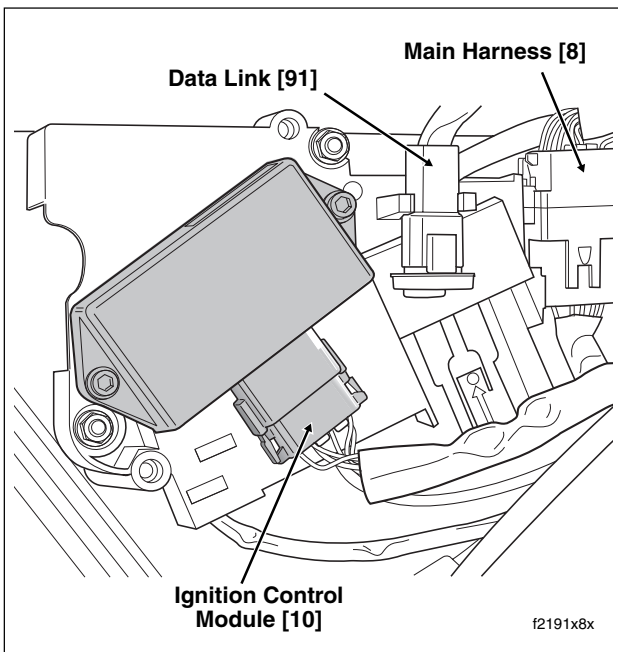 Main Harness [8]
Data Link [91]
Ignition Control
Module [10]
f2191x8x